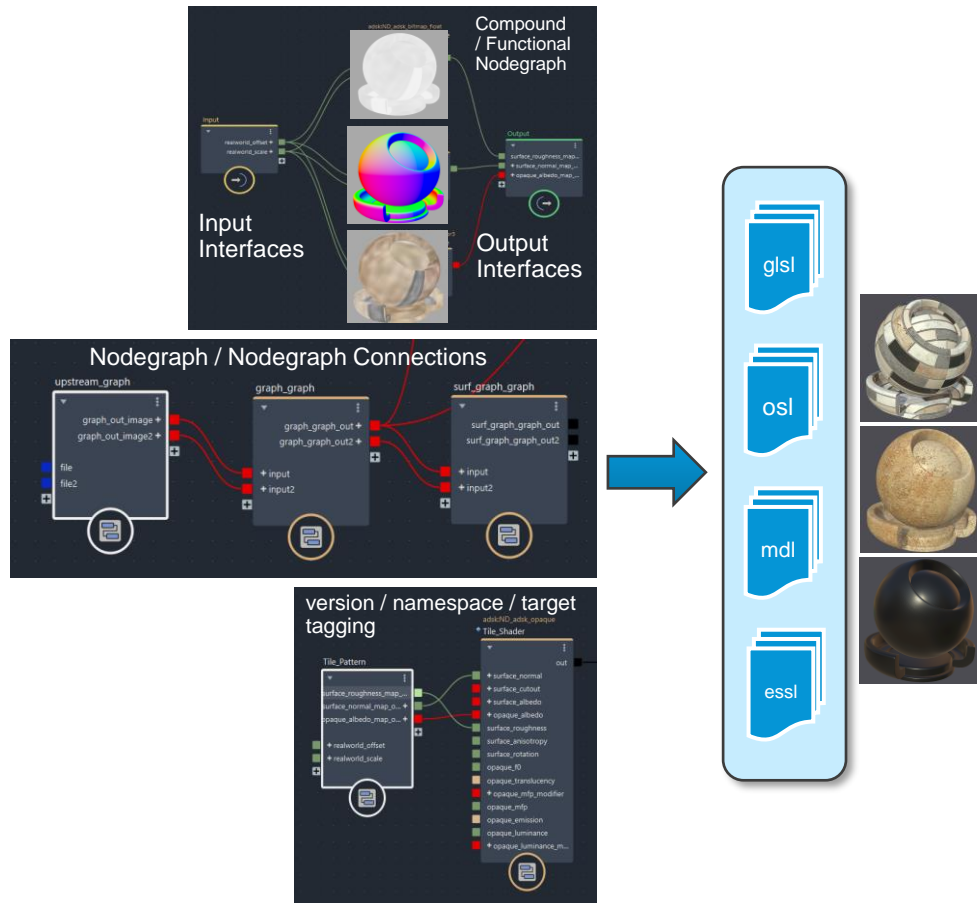 adsk:ND_adsk_bitmap_float
Compound
/ Functional
Nodegraph
Input
realworld_offset +
realworld_scale +
Output
surface_roughness_map...
+ surface_normal_map_...
+ opaque_albedo_map_...
Input
Interfaces
Output
Interfaces
Nodegraph / Nodegraph Connections
upstream_graph
graph_out_image +
graph_out_image2 +
file
file2
graph_graph
graph_graph_out +
graph_graph_out2 +
+ input
+ input2
surf_graph_graph
surf_graph_graph_out
surf_graph_graph_out2
+ input
+ input2
version / namespace / target
tagging
Tile_Pattern
surface_roughness_map_...
surface_normal_map_o... +
opaque_albedo_map_o... +
+ realworld_offset
+ realworld_scale
adsk:ND_adsk_opaque
Tile_Shader
out
+ surface_normal
+ surface_cutout
+ surface_albedo
+ opaque_albedo
surface_roughness
surface_anisotropy
surface_rotation
opaque_f0
opaque_translucency
+ opaque_mfp_modifier
opaque_mfp
opaque_emission
opaque_luminance
+ opaque_luminance_m...
glsl
osl
mdl
essl